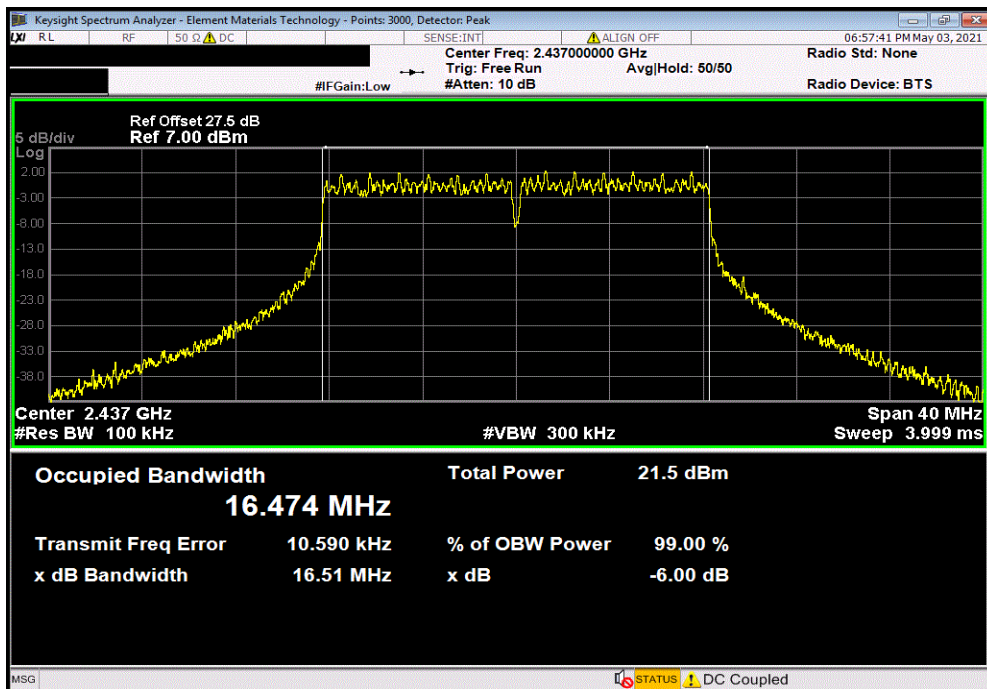 Keysight Spectrum Analyzer - Element Materials Technology - Points: 3000, Detector: Peak
LXI RL RF 50 Ω DC SENSE:INT ALIGN OFF 06:57:41 PM May 03, 2021
Center Freq: 2.437000000 GHz Radio Std: None
Trig: Free Run Avg|Hold: 50/50
#IFGain:Low #Atten: 10 dB Radio Device: BTS
Ref Offset 27.5 dB
5 dB/div Ref 7.00 dBm
Log
2.00
-3.00
-8.00
-13.0
-18.0
-23.0
-28.0
-33.0
-38.0
Center 2.437 GHz Span 40 MHz
#Res BW 100 kHz #VBW 300 kHz Sweep 3.999 ms
Occupied Bandwidth Total Power 21.5 dBm
16.474 MHz
Transmit Freq Error 10.590 kHz % of OBW Power 99.00 %
x dB Bandwidth 16.51 MHz x dB -6.00 dB
MSG STATUS DC Coupled